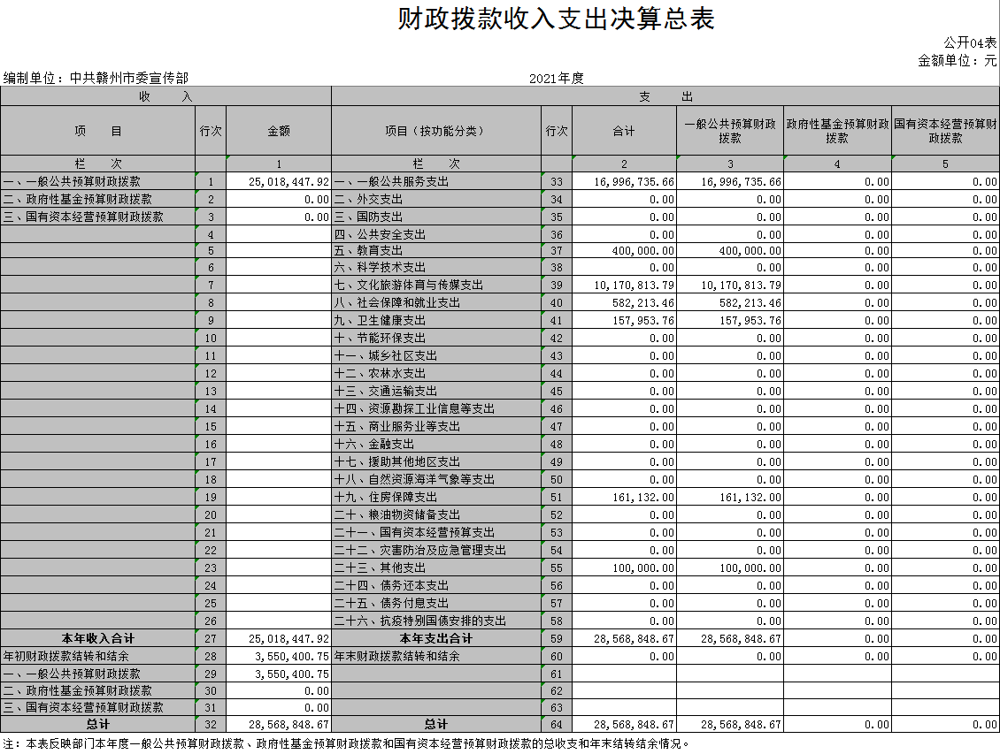 财政拨款收入支出决算总表
公开04表
金额单位：元
编制单位：中共赣州市委宣传部 2021年度
收 入 支 出
项 目 行次 金额 项目（按功能分类） 行次 合计 一般公共预算财政拨款 政府性基金预算财政拨款 国有资本经营预算财政拨款
栏 次 1 栏 次 2 3 4 5
一、一般公共预算财政拨款 1 25,018,447.92 一、一般公共服务支出 33 16,996,735.66 16,996,735.66 0.00 0.00
二、政府性基金预算财政拨款 2 0.00 二、外交支出 34 0.00 0.00 0.00 0.00
三、国有资本经营财政拨款 3 0.00 三、国防支出 35 0.00 0.00 0.00 0.00
4 四、公共安全支出 36 0.00 0.00 0.00 0.00
5 五、教育支出 37 400,000.00 400,000.00 0.00 0.00
6 六、科学技术支出 38 0.00 0.00 0.00 0.00
7 七、文化旅游体育与传媒支出 39 10,170,813.79 10,170,813.79 0.00 0.00
8 八、社会保障和就业支出 40 582,213.46 582,213.46 0.00 0.00
9 九、卫生健康支出 41 157,953.76 157,953.76 0.00 0.00
10 十、节能环保支出 42 0.00 0.00 0.00 0.00
11 十一、城乡社区支出 43 0.00 0.00 0.00 0.00
12 十二、农林水支出 44 0.00 0.00 0.00 0.00
13 十三、交通运输支出 45 0.00 0.00 0.00 0.00
14 十四、资源勘探工业信息等支出 46 0.00 0.00 0.00 0.00
15 十五、商业服务业等支出 47 0.00 0.00 0.00 0.00
16 十六、金融支出 48 0.00 0.00 0.00 0.00
17 十七、援助其他地区支出 49 0.00 0.00 0.00 0.00
18 十八、自然资源海洋气象等支出 50 0.00 0.00 0.00 0.00
19 十九、住房保障支出 51 161,132.00 161,132.00 0.00 0.00
20 二十、粮油物资储备支出 52 0.00 0.00 0.00 0.00
21 二十一、国有资本经营预算支出 53 0.00 0.00 0.00 0.00
22 二十二、灾害防治及应急管理支出 54 0.00 0.00 0.00 0.00
23 二十三、其他支出 55 100,000.00 100,000.00 0.00 0.00
24 二十四、债务还本支出 56 0.00 0.00 0.00 0.00
25 二十五、债务付息支出 57 0.00 0.00 0.00 0.00
26 二十六、抗疫特别国债安排的支出 58 0.00 0.00 0.00 0.00
本年收入合计 27 25,018,447.92 本年支出合计 59 28,568,848.67 28,568,848.67 0.00 0.00
年初财政拨款结转和结余 28 3,550,400.75 年末财政拨款结转和结余 60 0.00 0.00 0.00 0.00
一、一般公共预算财政拨款 29 3,550,400.75 61
二、政府性基金预算财政拨款 30 0.00 62
三、国有资本经营预算财政拨款 31 0.00 63
总计 32 28,568,848.67 总计 64 28,568,848.67 28,568,848.67 0.00 0.00
注：本表反映部门本年度一般公共预算财政拨款、政府性基金预算财政拨款和国有资本经营预算财政拨款的总收支和年末结转结余情况。